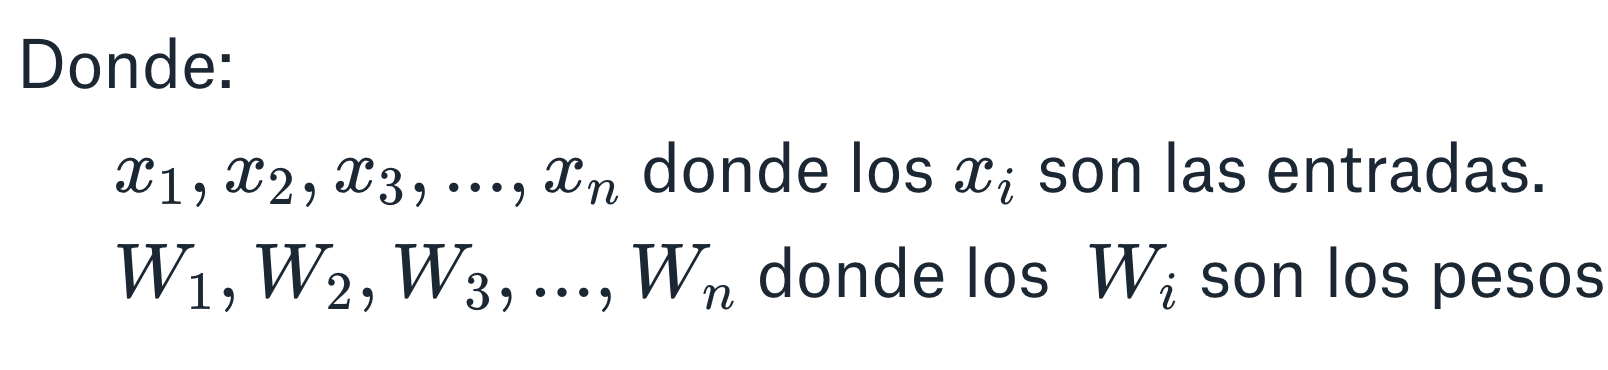 Donde:
x₁, x₂, x₃, ..., xₙ donde los xᵢ son las entradas.
W₁, W₂, W₃, ..., Wₙ donde los Wᵢ son los pesos